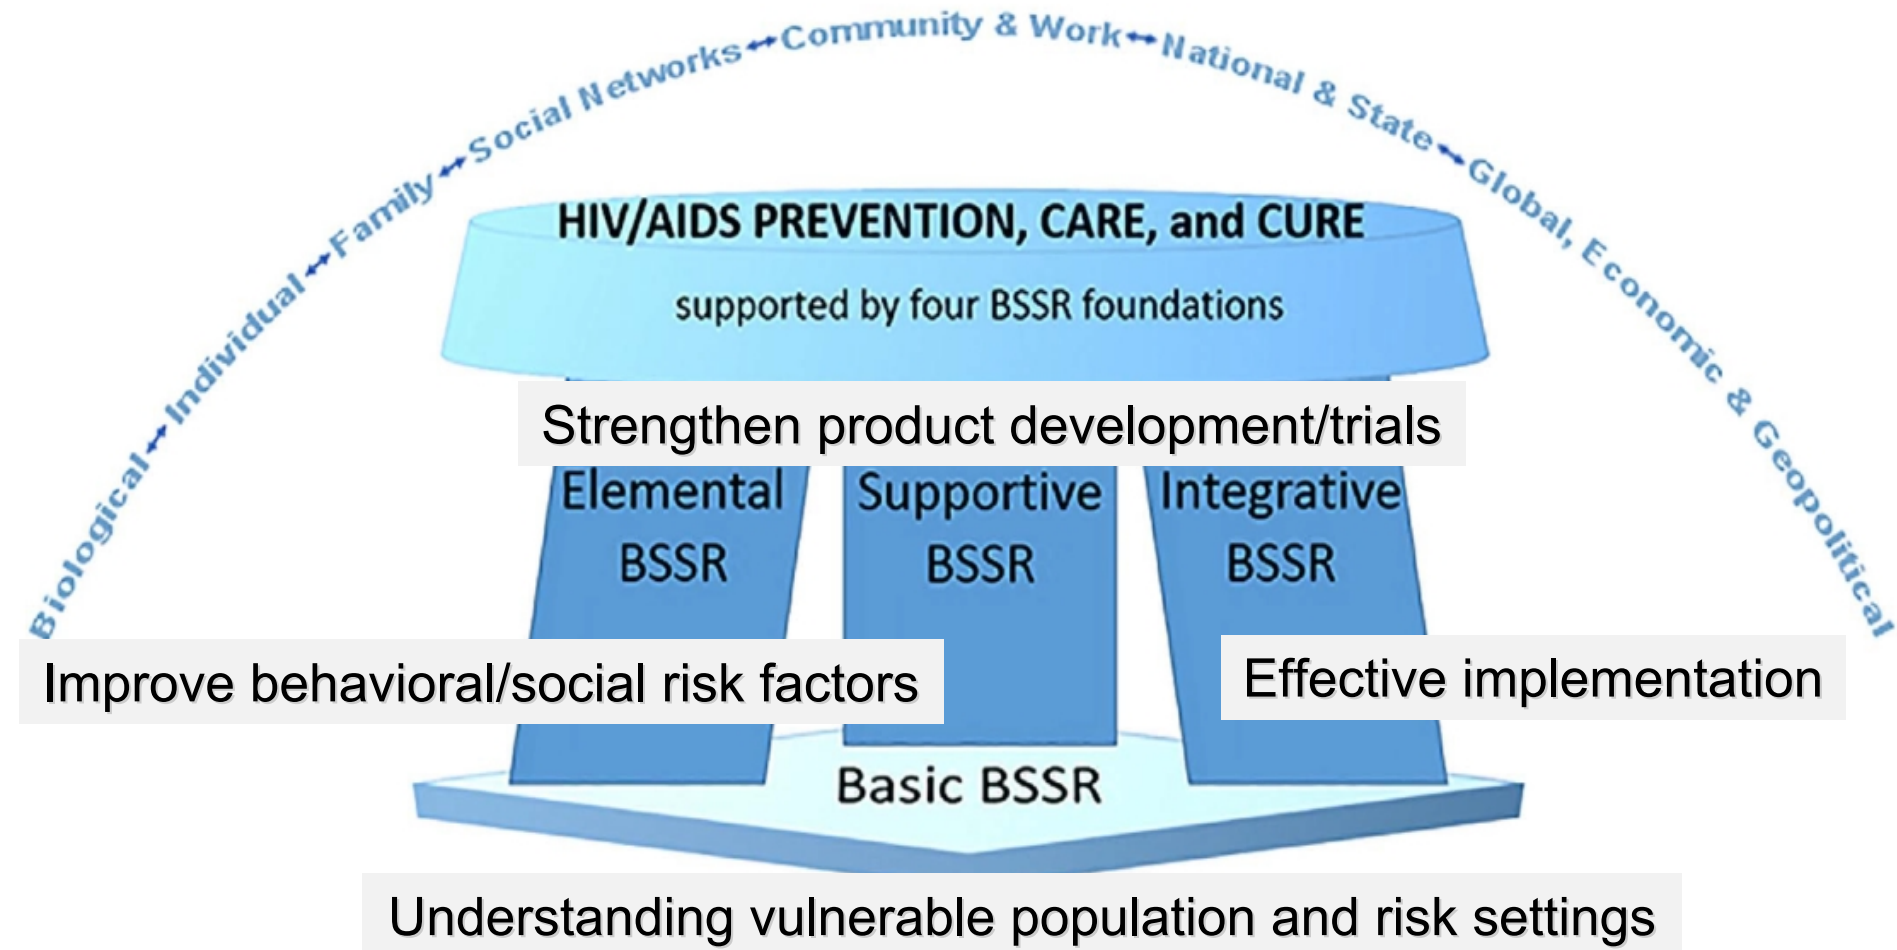 Biological↔Individual↔Family↔Social Networks↔Community & Work↔National & State↔Global, Economic & Geopolitical
HIV/AIDS PREVENTION, CARE, and CURE
supported by four BSSR foundations
Strengthen product development/trials
Elemental
BSSR
Supportive
BSSR
Integrative
BSSR
Improve behavioral/social risk factors
Effective implementation
Basic BSSR
Understanding vulnerable population and risk settings